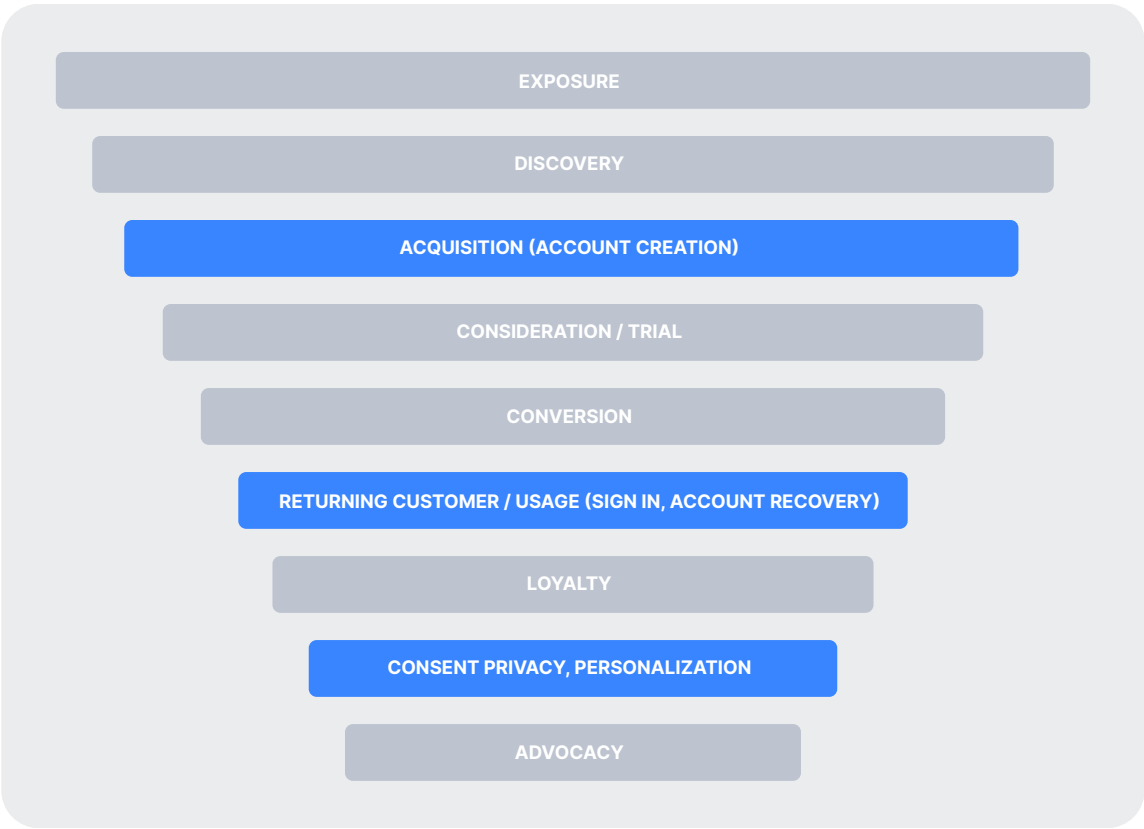 EXPOSURE
DISCOVERY
ACQUISITION (ACCOUNT CREATION)
CONSIDERATION / TRIAL
CONVERSION
RETURNING CUSTOMER / USAGE (SIGN IN, ACCOUNT RECOVERY)
LOYALTY
CONSENT PRIVACY, PERSONALIZATION
ADVOCACY